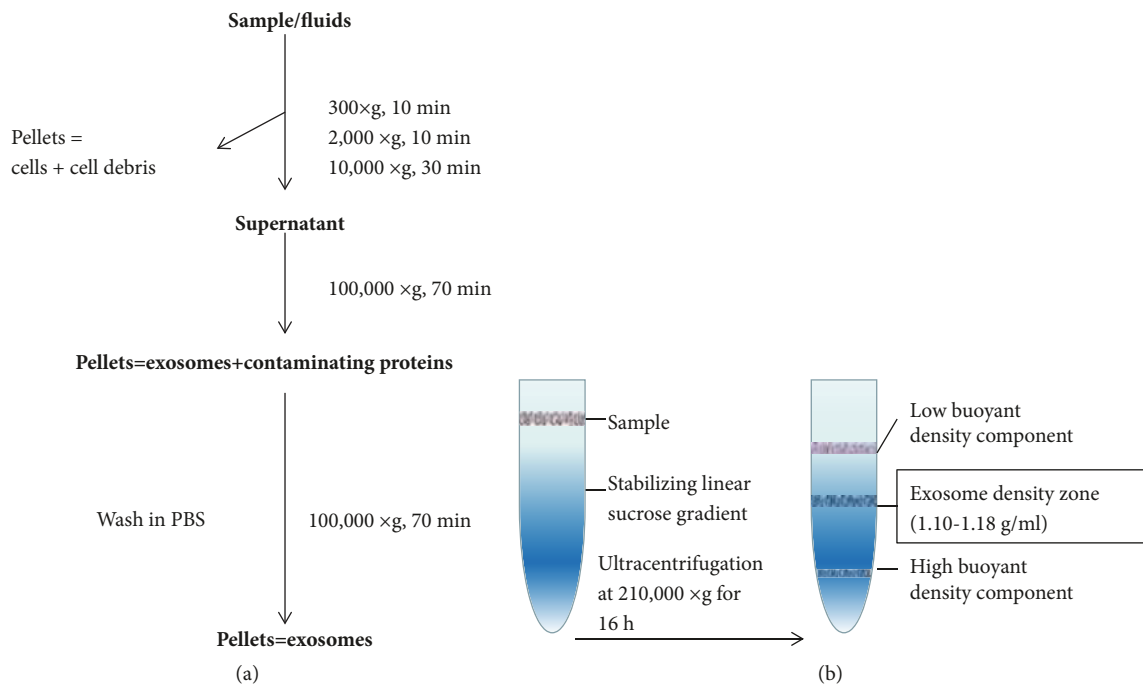 Sample/fluids
300×g, 10 min
2,000 ×g, 10 min
10,000 ×g, 30 min
Pellets =
cells + cell debris
Supernatant
100,000 ×g, 70 min
Pellets=exosomes+contaminating proteins
Wash in PBS
100,000 ×g, 70 min
Pellets=exosomes
(a)
Sample
Stabilizing linear
sucrose gradient
Ultracentrifugation
at 210,000 ×g for
16 h
Low buoyant
density component
Exosome density zone
(1.10-1.18 g/ml)
High buoyant
density component
(b)